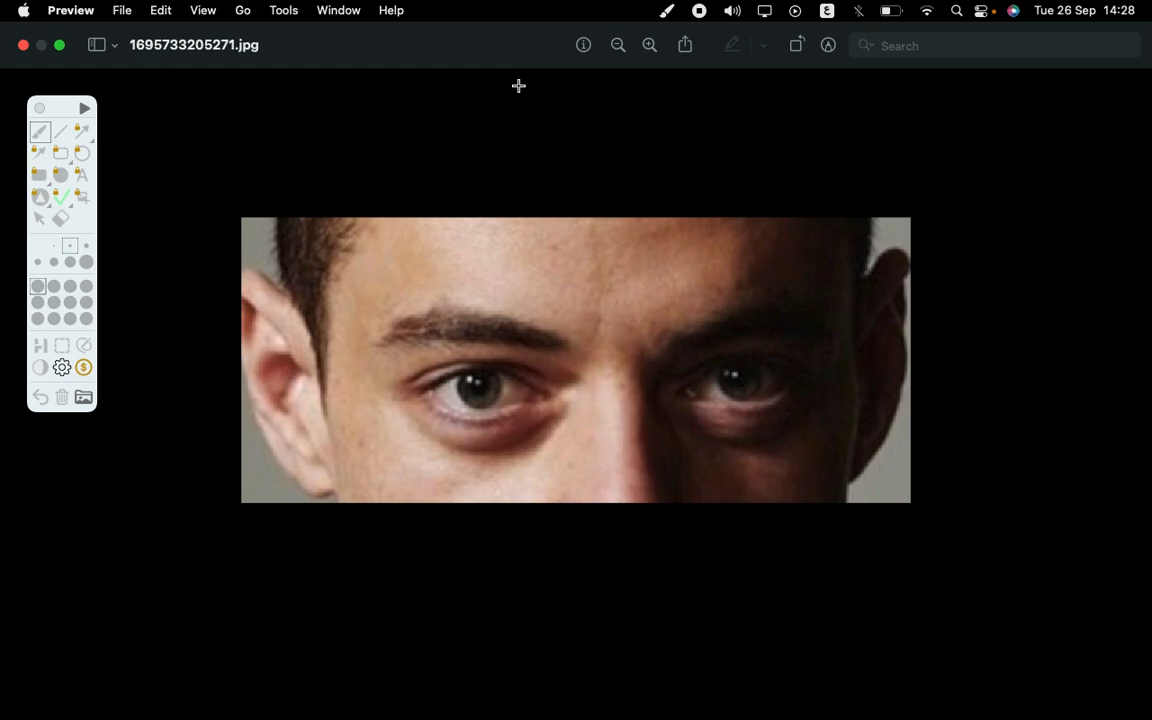 Preview File Edit View Go Tools Window Help ع Tue 26 Sep 14:28
1695733205271.jpg Search
A
$